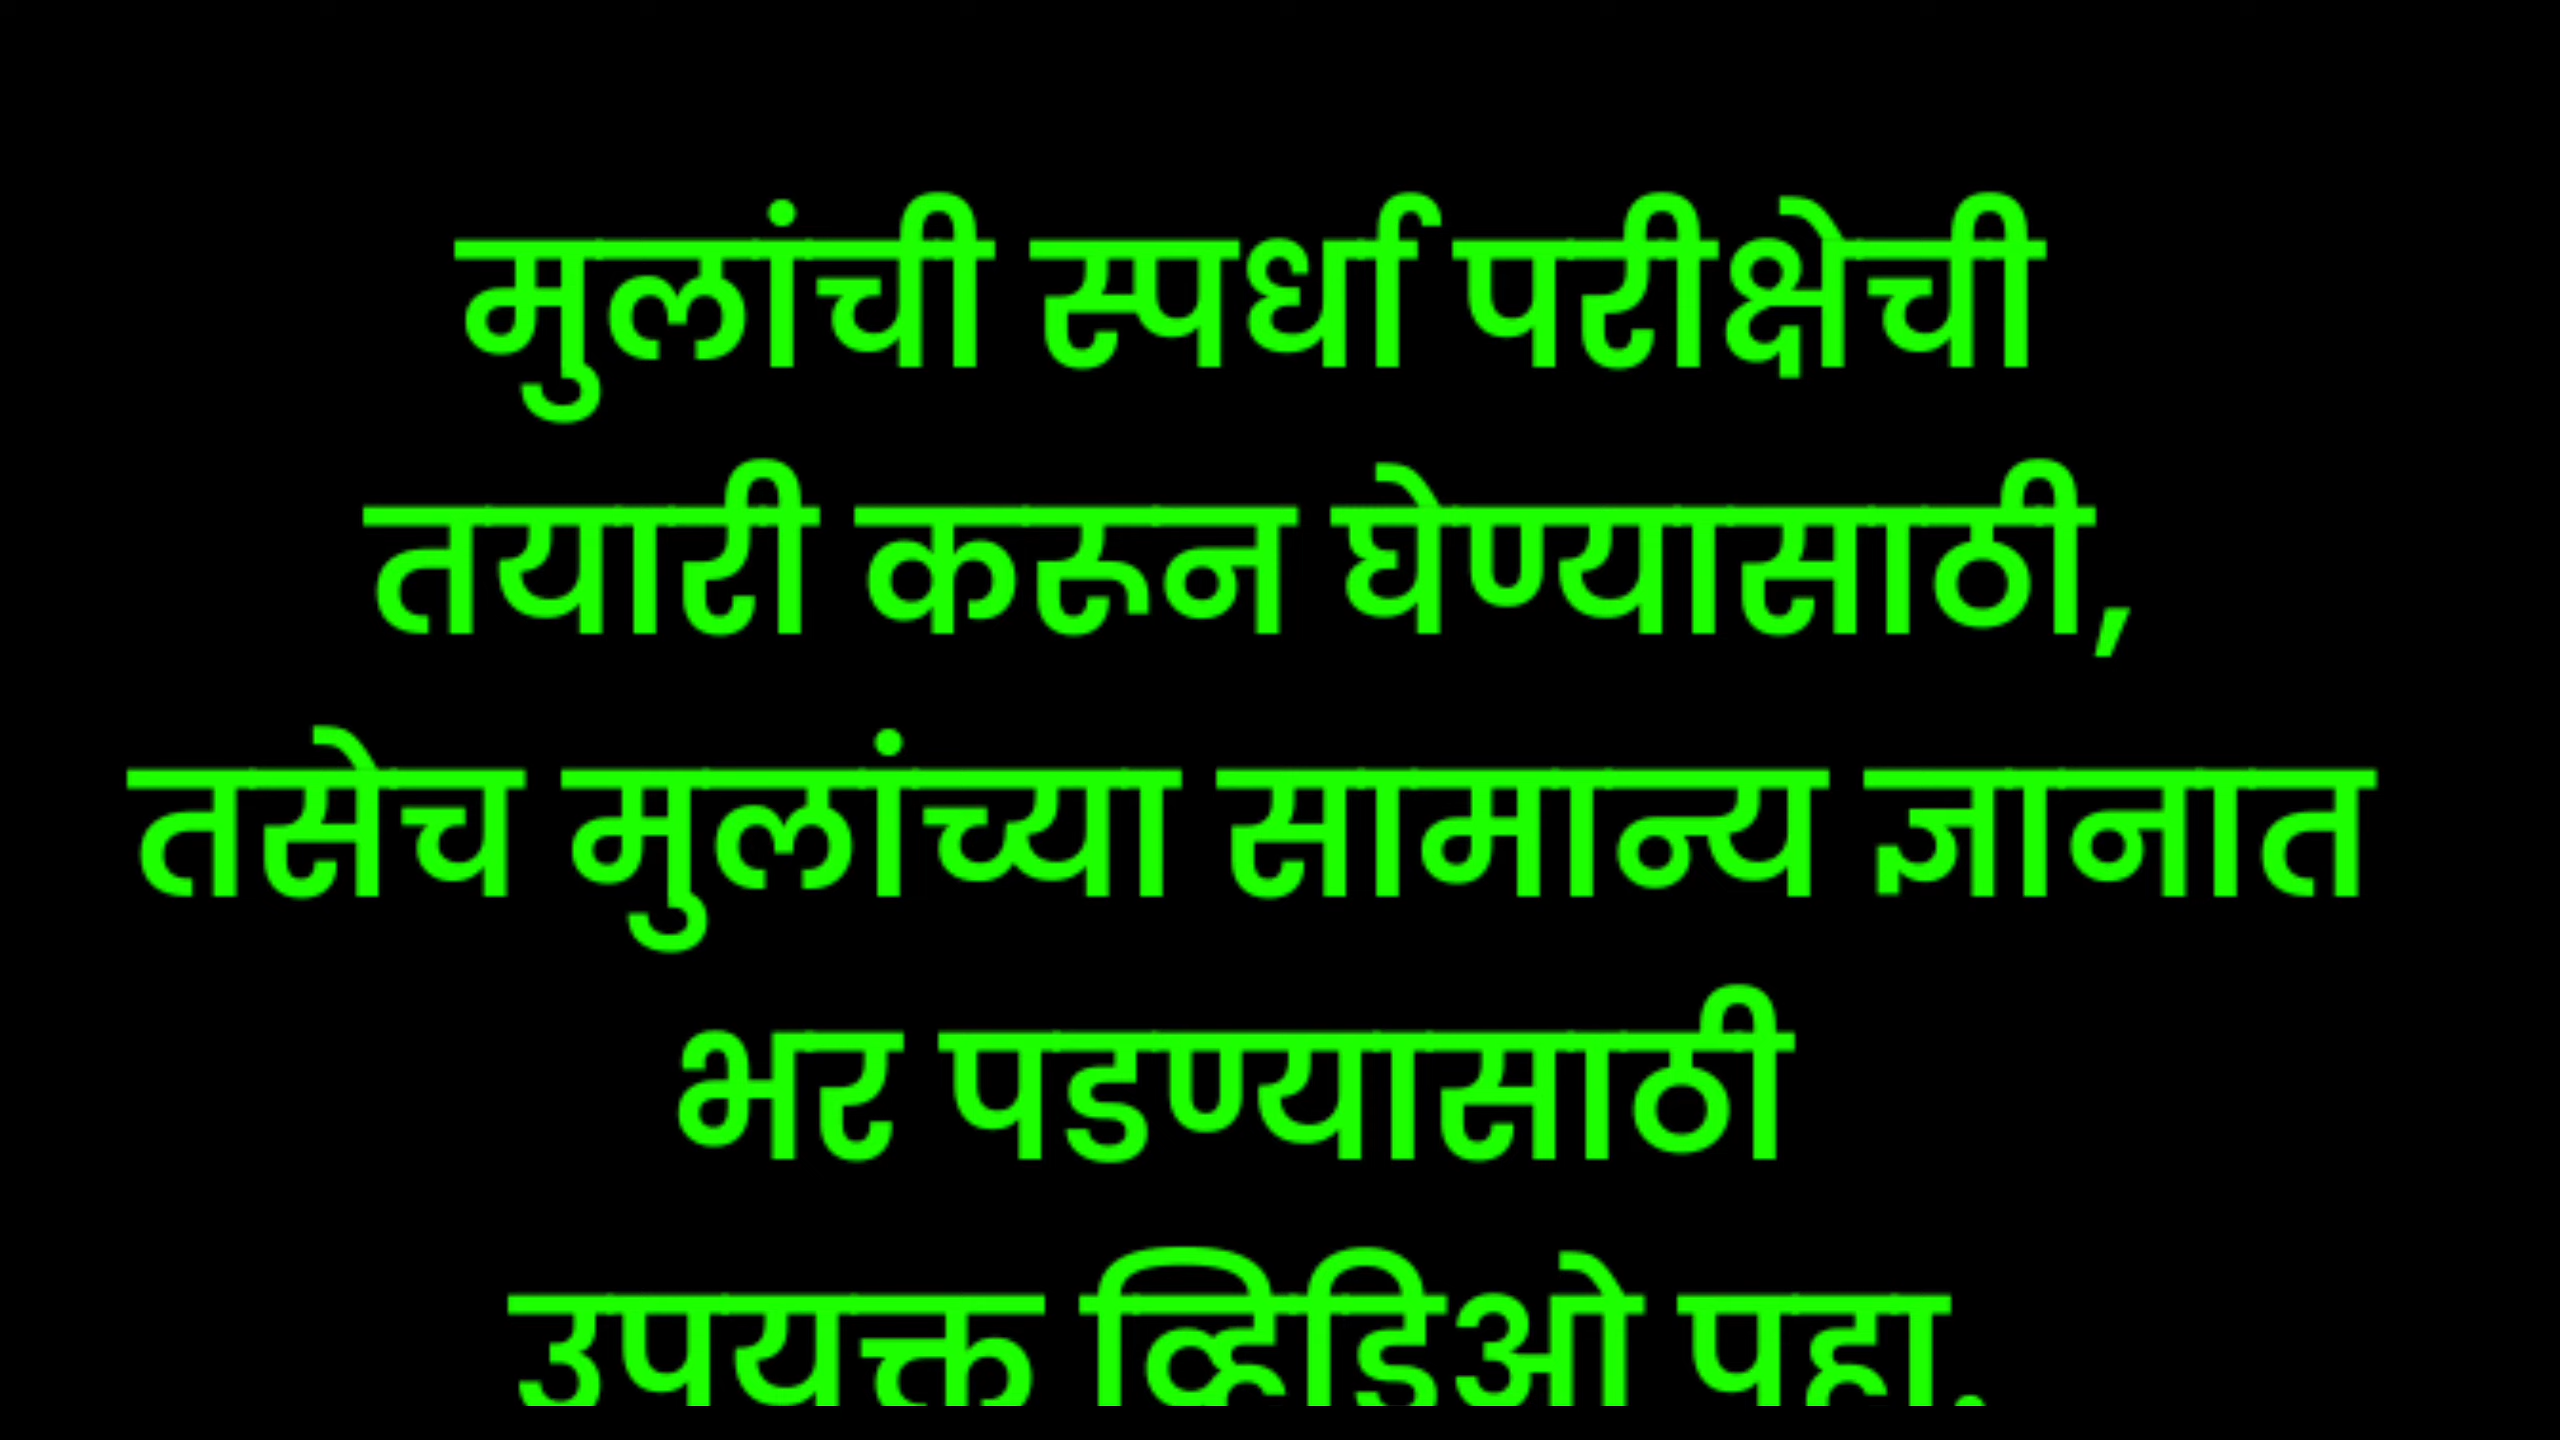 मुलांची स्पर्धा परीक्षेची
तयारी करून घेण्यासाठी,
तसेच मुलांच्या सामान्य ज्ञानात
भर पडण्यासाठी
उपयुक्त व्हिडिओ पहा.